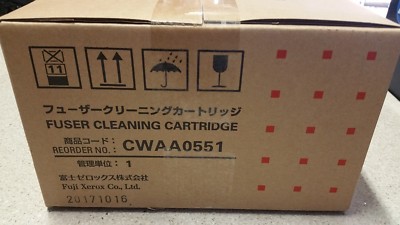 11
フューザークリーニングカートリッジ
FUSER CLEANING CARTRIDGE
商品コード:
REORDER NO.: CWAA0551
管理単位: 1
富士ゼロックス株式会社
Fuji Xerox Co., Ltd.
20171016